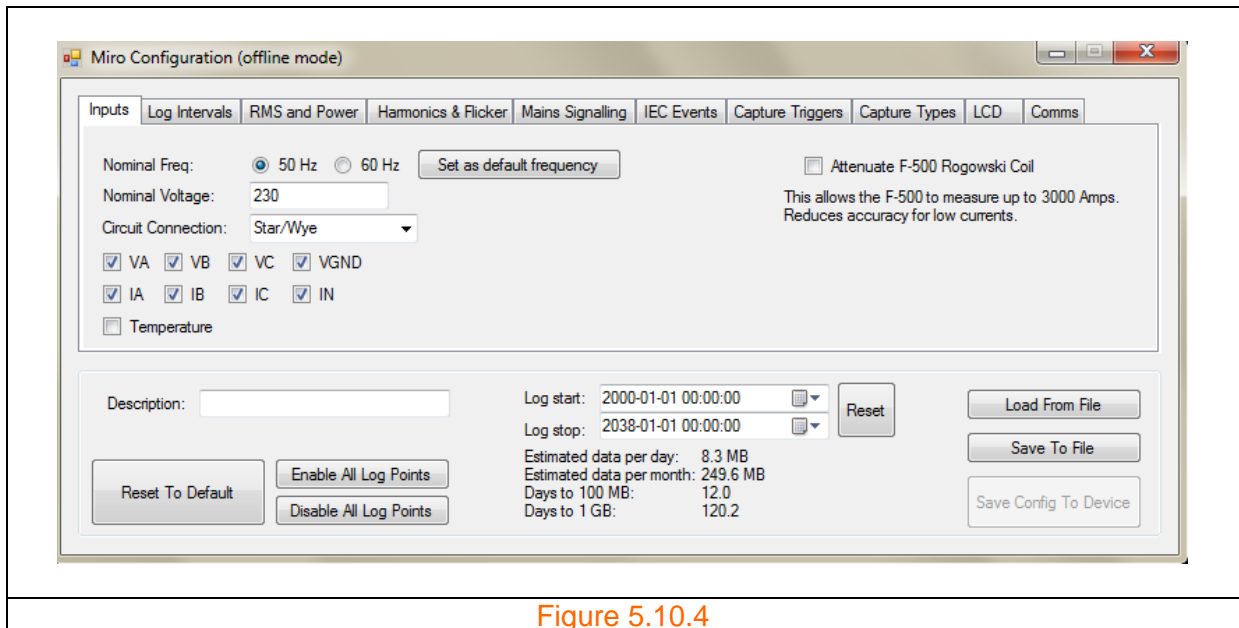 Miro Configuration (offline mode)
Inputs Log Intervals RMS and Power Harmonics & Flicker Mains Signalling IEC Events Capture Triggers Capture Types LCD Comms
Nominal Freq: 50 Hz 60 Hz Set as default frequency
Attenuate F-500 Rogowski Coil
Nominal Voltage: 230
This allows the F-500 to measure up to 3000 Amps.
Reduces accuracy for low currents.
Circuit Connection: Star/Wye
VA VB VC VGND
IA IB IC IN
Temperature
Description:
Log start: 2000-01-01 00:00:00
Log stop: 2038-01-01 00:00:00
Reset
Estimated data per day: 8.3 MB
Estimated data per month: 249.6 MB
Days to 100 MB: 12.0
Days to 1 GB: 120.2
Reset To Default
Enable All Log Points
Disable All Log Points
Load From File
Save To File
Save Config To Device
Figure 5.10.4